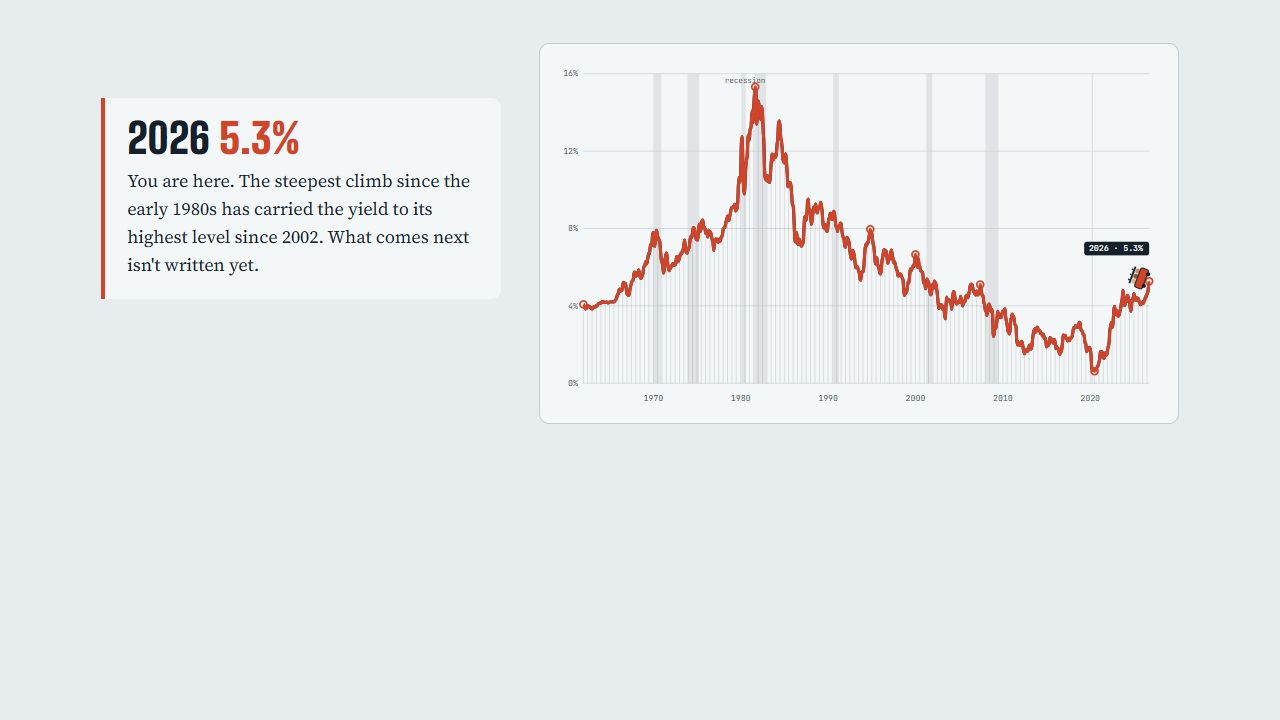 2026 5.3%
You are here. The steepest climb since the
early 1980s has carried the yield to its
highest level since 2002. What comes next
isn't written yet.
16%
recession
12%
8%
2026 · 5.3%
4%
0%
1970 1980 1990 2000 2010 2020